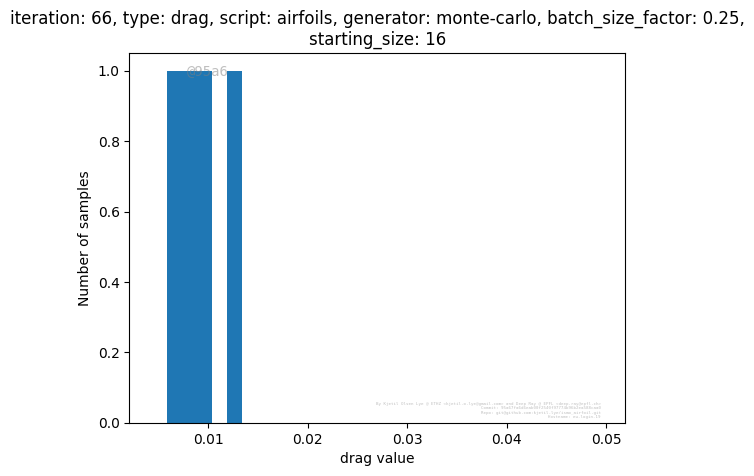 iteration: 66, type: drag, script: airfoils, generator: monte-carlo, batch_size_factor: 0.25,
starting_size: 16
@95a6
1.0
0.8
0.6
0.4
0.2
0.0
Number of samples
0.01
0.02
0.03
0.04
0.05
drag value